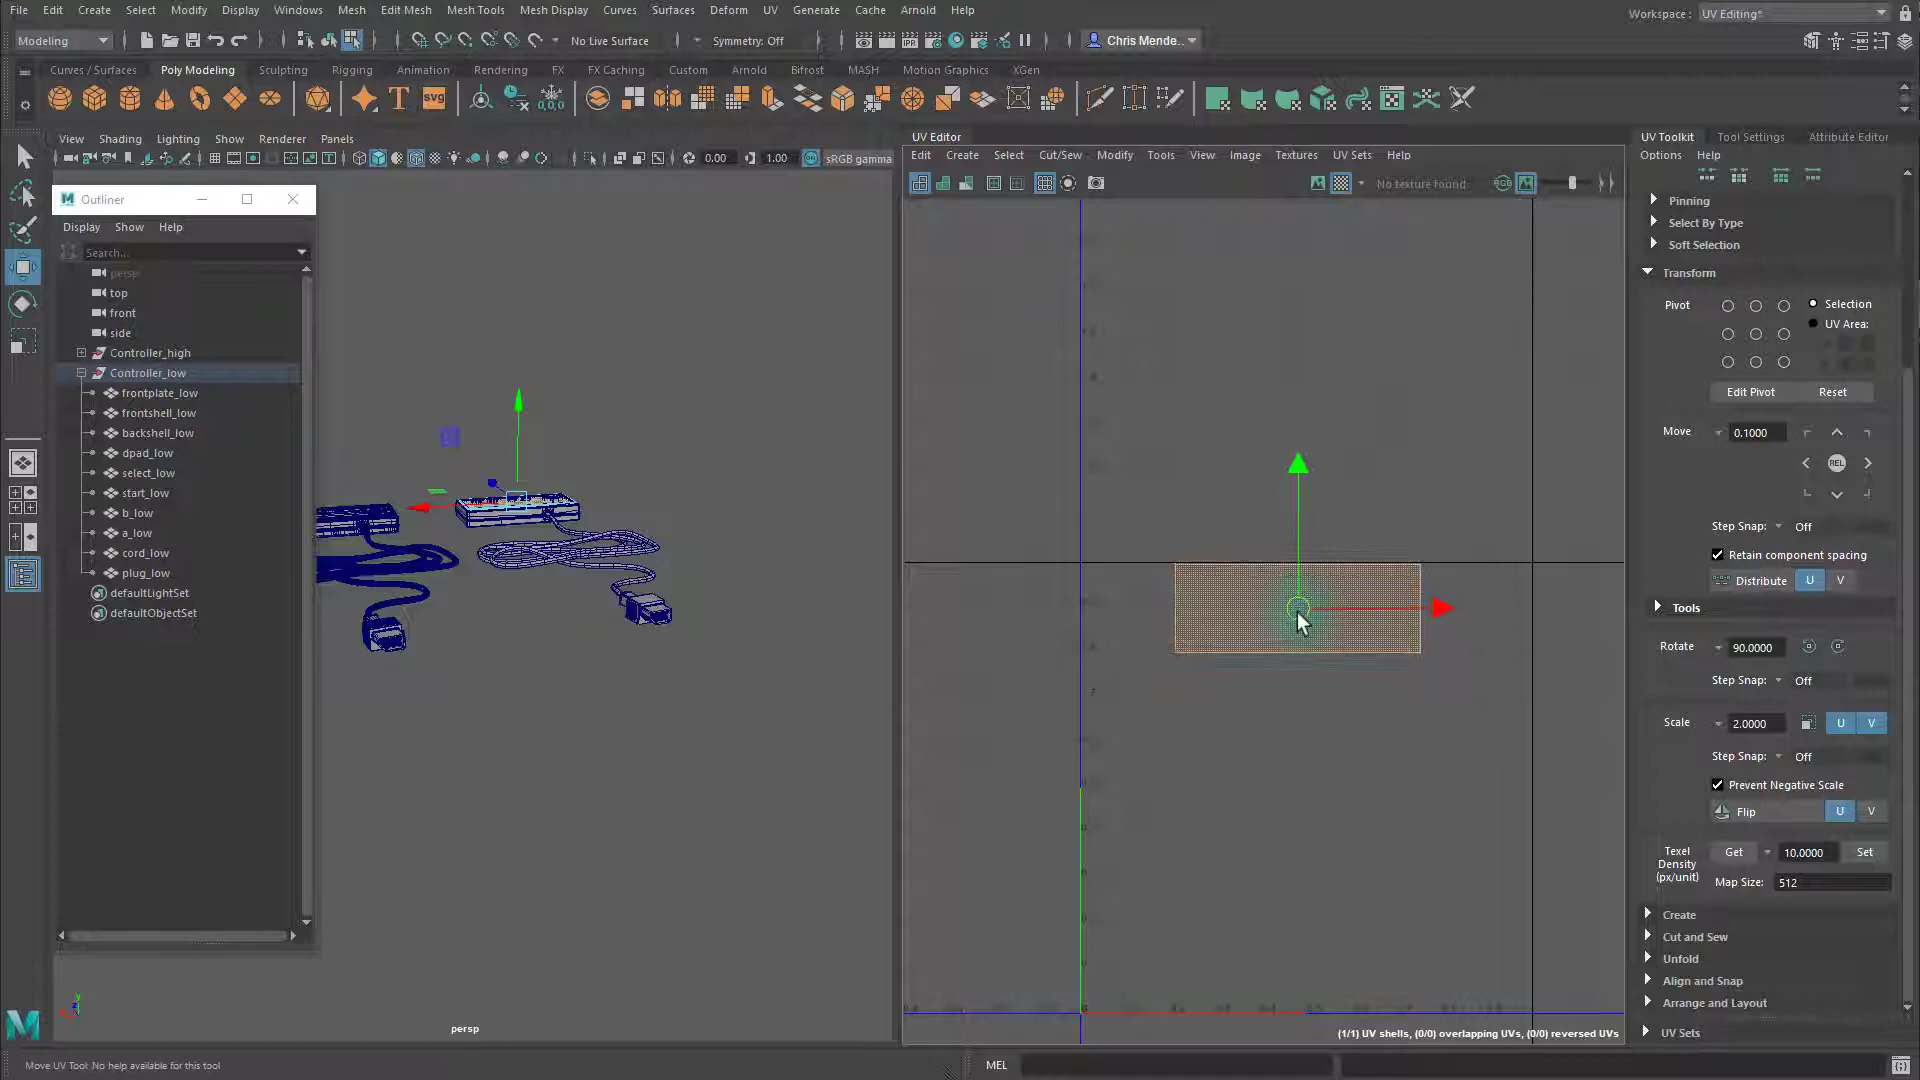 File Edit Create Select Modify Display Windows Mesh Edit Mesh Mesh Tools Mesh Display Curves Surfaces Deform UV Generate Cache Arnold Help
Workspace : UV Editing*
Modeling
No Live Surface
Symmetry: Off
Chris Mende..
Curves / Surfaces Poly Modeling Sculpting Rigging Animation Rendering FX FX Caching Custom Arnold Bifrost MASH Motion Graphics XGen
svg
IPR
0,0,0
View Shading Lighting Show Renderer Panels
0.00
1.00
sRGB gamma
Outliner
Display Show Help
Search...
persp
top
front
side
Controller_high
Controller_low
frontplate_low
frontshell_low
backshell_low
dpad_low
select_low
start_low
b_low
a_low
cord_low
plug_low
defaultLightSet
defaultObjectSet
persp
UV Editor
Edit Create Select Cut/Sew Modify Tools View Image Textures UV Sets Help
No texture found
RGB
(1/1) UV shells, (0/0) overlapping UVs, (0/0) reversed UVs
UV Toolkit Tool Settings Attribute Editor
Options Help
Pinning
Select By Type
Soft Selection
Transform
Pivot
Selection
UV Area:
Edit Pivot Reset
Move 0.1000
REL
Step Snap: Off
Retain component spacing
Distribute U V
Tools
Rotate 90.0000
Step Snap: Off
Scale 2.0000 U V
Step Snap: Off
Prevent Negative Scale
Flip U V
Texel Density (px/unit)
Get 10.0000 Set
Map Size: 512
Create
Cut and Sew
Unfold
Align and Snap
Arrange and Layout
UV Sets
Move UV Tool: No help available for this tool
MEL